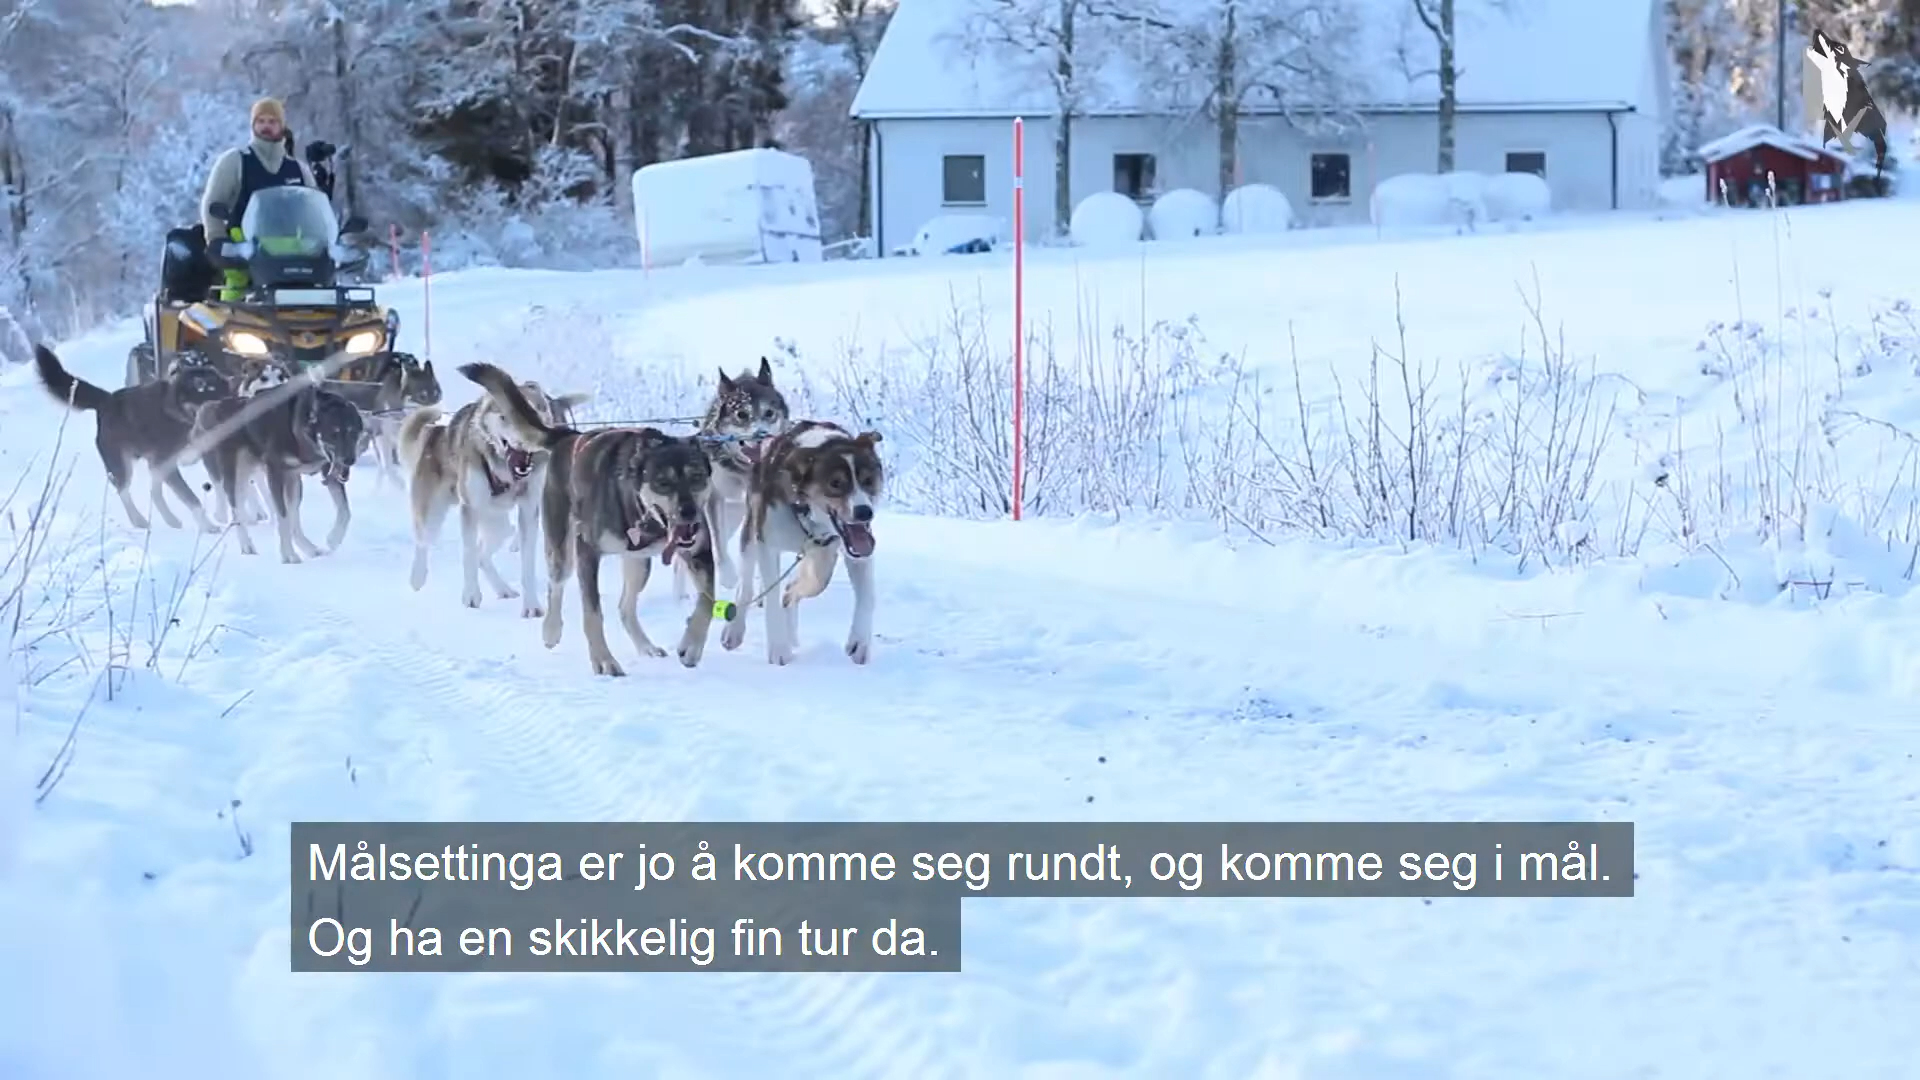 Målsettinga er jo å komme seg rundt, og komme seg i mål.
Og ha en skikkelig fin tur da.